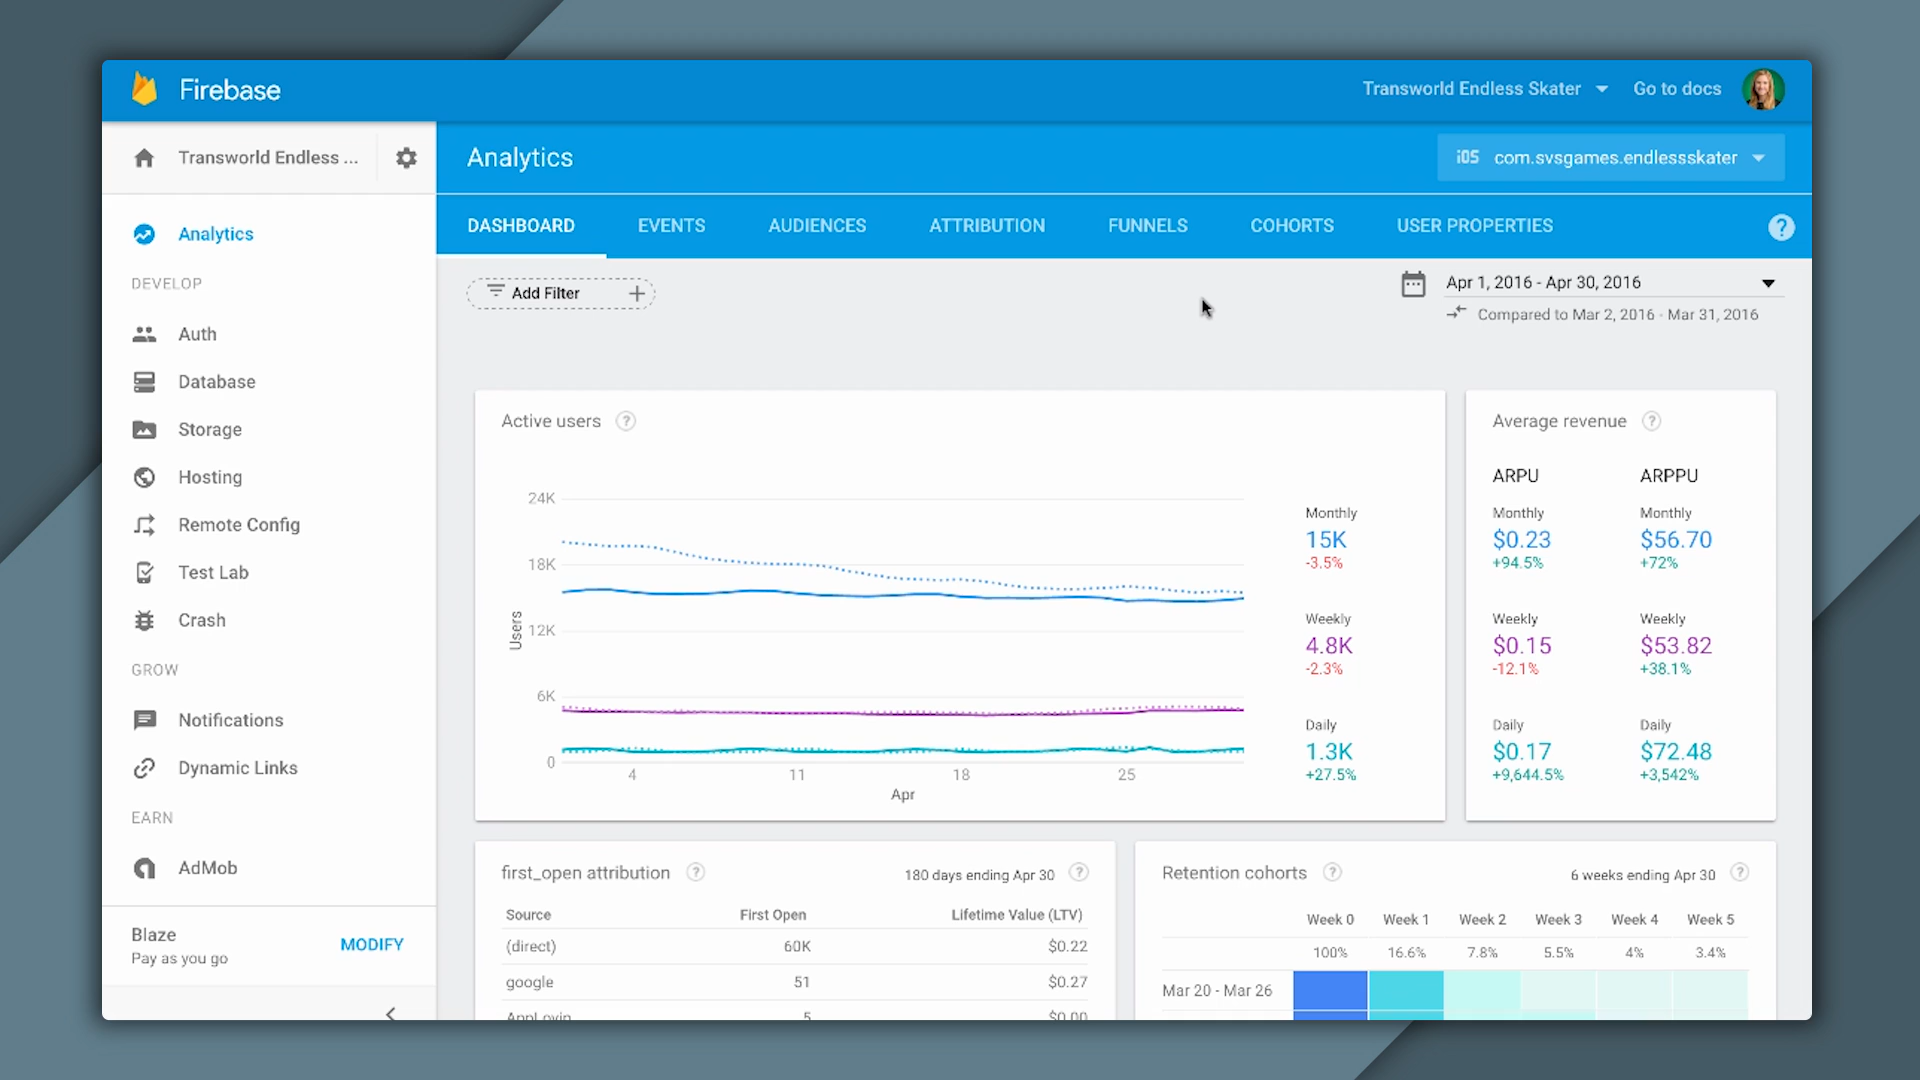 Firebase
Transworld Endless Skater
Go to docs
Transworld Endless ...
Analytics
iOS com.svsgames.endlessskater
Analytics
DEVELOP
Auth
Database
Storage
Hosting
Remote Config
Test Lab
Crash
GROW
Notifications
Dynamic Links
EARN
AdMob
Blaze
Pay as you go
MODIFY
DASHBOARD EVENTS AUDIENCES ATTRIBUTION FUNNELS COHORTS USER PROPERTIES ?
Add Filter +
Apr 1, 2016 - Apr 30, 2016
Compared to Mar 2, 2016 - Mar 31, 2016
Active users ?
24K
18K
12K
6K
0
Users
4 11 18 25
Apr
Monthly
15K
-3.5%
Weekly
4.8K
-2.3%
Daily
1.3K
+27.5%
Average revenue ?
ARPU ARPPU
Monthly Monthly
$0.23 $56.70
+94.5% +72%
Weekly Weekly
$0.15 $53.82
-12.1% +38.1%
Daily Daily
$0.17 $72.48
+9,644.5% +3,542%
first_open attribution ? 180 days ending Apr 30 ?
Source First Open Lifetime Value (LTV)
(direct) 60K $0.22
google 51 $0.27
AppLovin 5 $0.00
Retention cohorts ? 6 weeks ending Apr 30 ?
Week 0 Week 1 Week 2 Week 3 Week 4 Week 5
100% 16.6% 7.8% 5.5% 4% 3.4%
Mar 20 - Mar 26